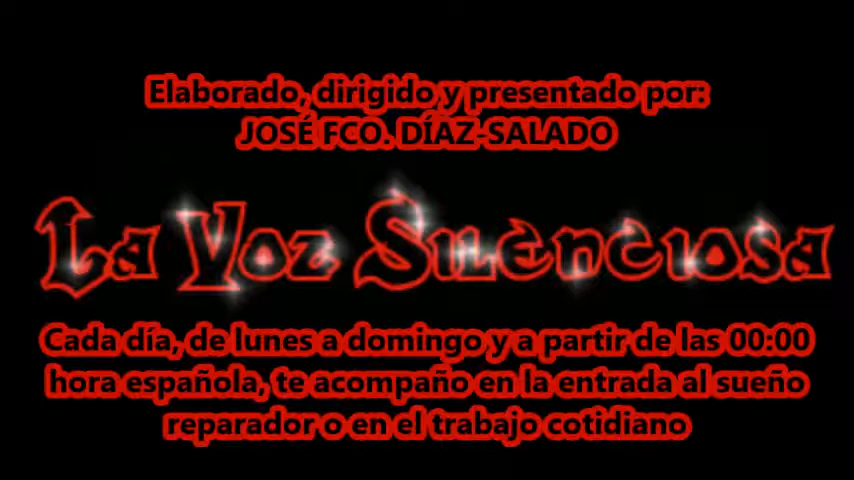 Elaborado, dirigido y presentado por:
JOSÉ FCO. DÍAZ-SALADO
La Voz Silenciosa
Cada día, de lunes a domingo y a partir de las 00:00
hora española, te acompaño en la entrada al sueño
reparador o en el trabajo cotidiano